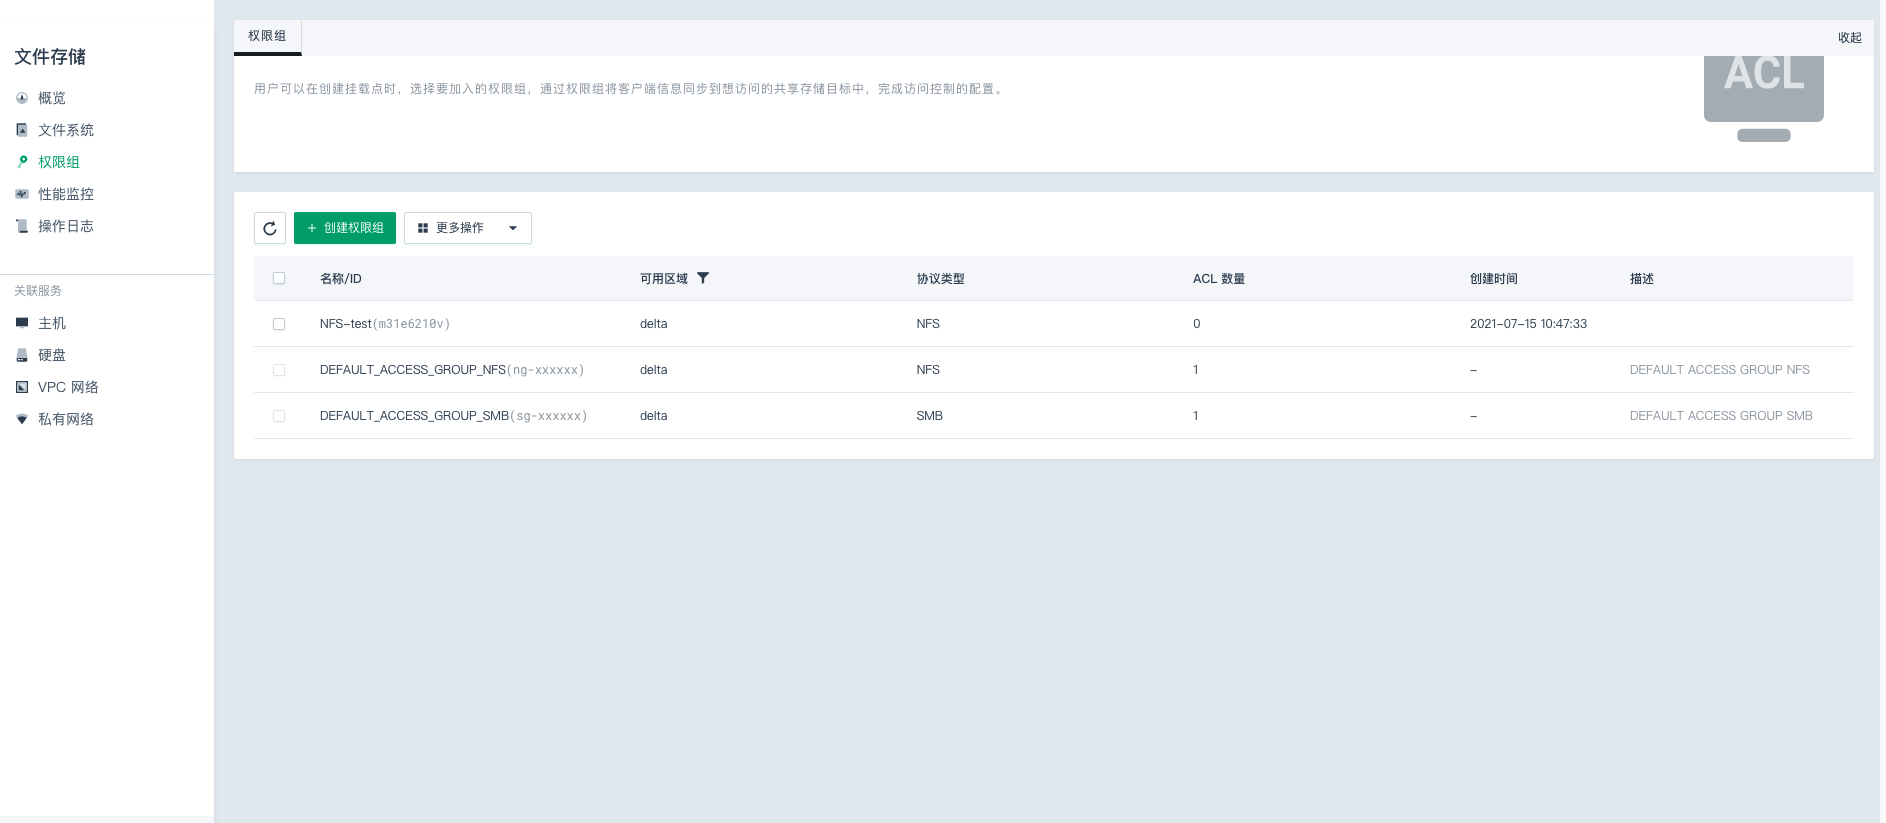 文件存储
概览
文件系统
权限组
性能监控
操作日志
关联服务
主机
硬盘
VPC 网络
私有网络
权限组
收起
用户可以在创建挂载点时，选择要加入的权限组，通过权限组将客户端信息同步到想访问的共享存储目标中，完成访问控制的配置。
ACL
+ 创建权限组
更多操作
名称/ID 可用区域 协议类型 ACL 数量 创建时间 描述
NFS-test(m31e6210v) delta NFS 0 2021-07-15 10:47:33
DEFAULT_ACCESS_GROUP_NFS(ng-xxxxxx) delta NFS 1 - DEFAULT ACCESS GROUP NFS
DEFAULT_ACCESS_GROUP_SMB(sg-xxxxxx) delta SMB 1 - DEFAULT ACCESS GROUP SMB